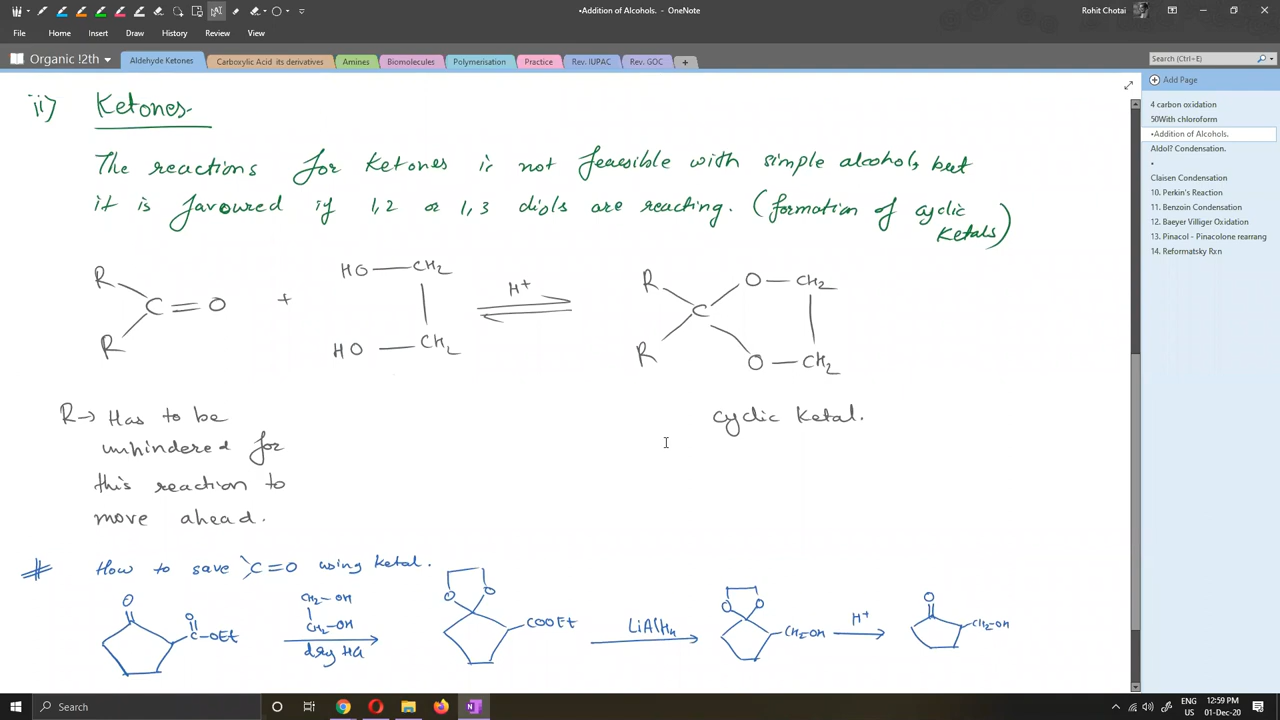 •Addition of Alcohols. - OneNote
Rohit Chotai
File Home Insert Draw History Review View
Organic !2th
Aldehyde Ketones Carboxylic Acid its derivatives Amines Biomolecules Polymerisation Practice Rev. IUPAC Rev. GOC +
Search (Ctrl+E)
Add Page
4 carbon oxidation
50With chloroform
•Addition of Alcohols.
Aldol? Condensation.
•
Claisen Condensation
10. Perkin's Reaction
11. Benzoin Condensation
12. Baeyer Villiger Oxidation
13. Pinacol - Pinacolone rearrang
14. Reformatsky Rxn
ii) Ketones-
The reactions for Ketones is not feasible with simple alcohol, but
it is favoured if 1,2 or 1,3 diols are reacting. (formation of cyclic
Ketals)
R
R
C = O
+
HO — CH2
HO — CH2
H+
R
R
C
O — CH2
O — CH2
R → Has to be
unhindered for
this reaction to
move ahead.
cyclic Ketal.
# How to save >C=O using Ketal.
O
O
C-OEt
CH2-OH
CH2-OH
dry HCl
O O
COOEt
LiAlH4
O O
CH2OH
H+
O
CH2-OH
Search
ENG
US
12:59 PM
01-Dec-20